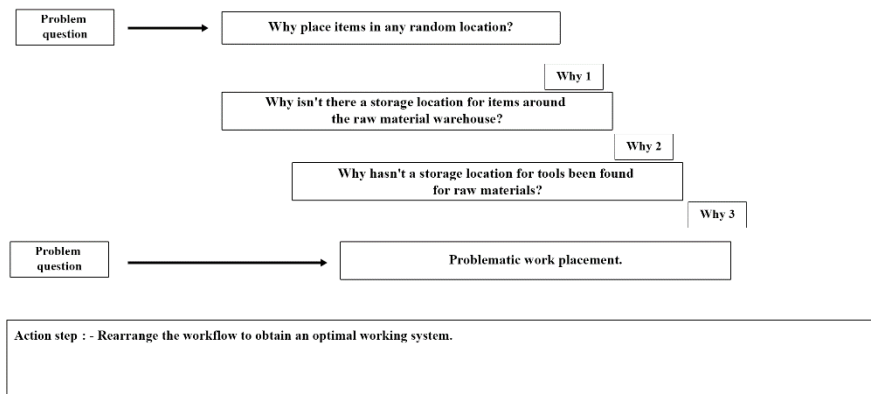 Problem
question
Why place items in any random location?
Why 1
Why isn't there a storage location for items around
the raw material warehouse?
Why 2
Why hasn't a storage location for tools been found
for raw materials?
Why 3
Problem
question
Problematic work placement.
Action step : - Rearrange the workflow to obtain an optimal working system.